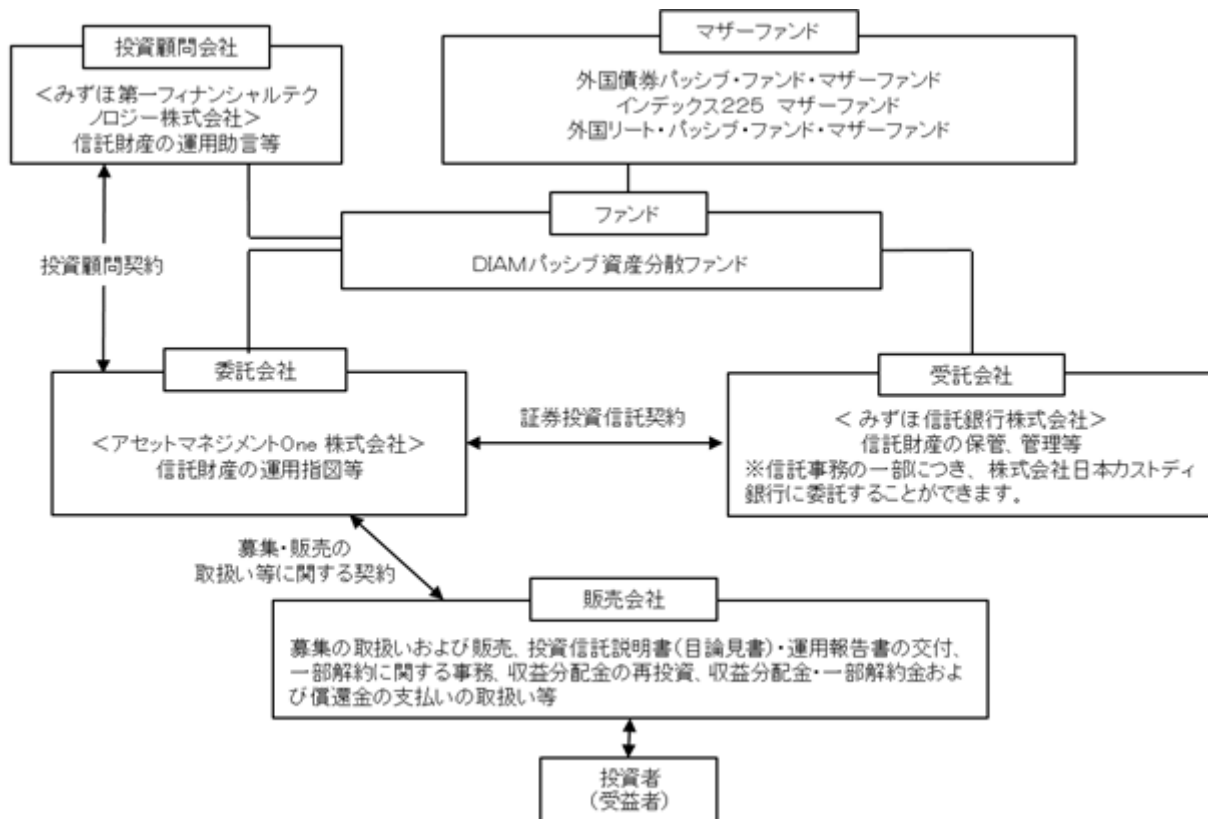 投資顧問会社
<みずほ第一フィナンシャルテク
ノロジー株式会社>
信託財産の運用助言等
マザーファンド
外国債券パッシブ・ファンド・マザーファンド
インデックス225 マザーファンド
外国リート・パッシブ・ファンド・マザーファンド
ファンド
DIAMパッシブ資産分散ファンド
投資顧問契約
委託会社
<アセットマネジメントOne 株式会社>
信託財産の運用指図等
証券投資信託契約
受託会社
< みずほ信託銀行株式会社>
信託財産の保管、管理等
※信託事務の一部につき、株式会社日本カストディ
銀行に委託することができます。
募集・販売の
取扱い等に関する契約
販売会社
募集の取扱いおよび販売、投資信託説明書(目論見書)・運用報告書の交付、
一部解約に関する事務、収益分配金の再投資、収益分配金・一部解約金およ
び償還金の支払いの取扱い等
投資者
(受益者)